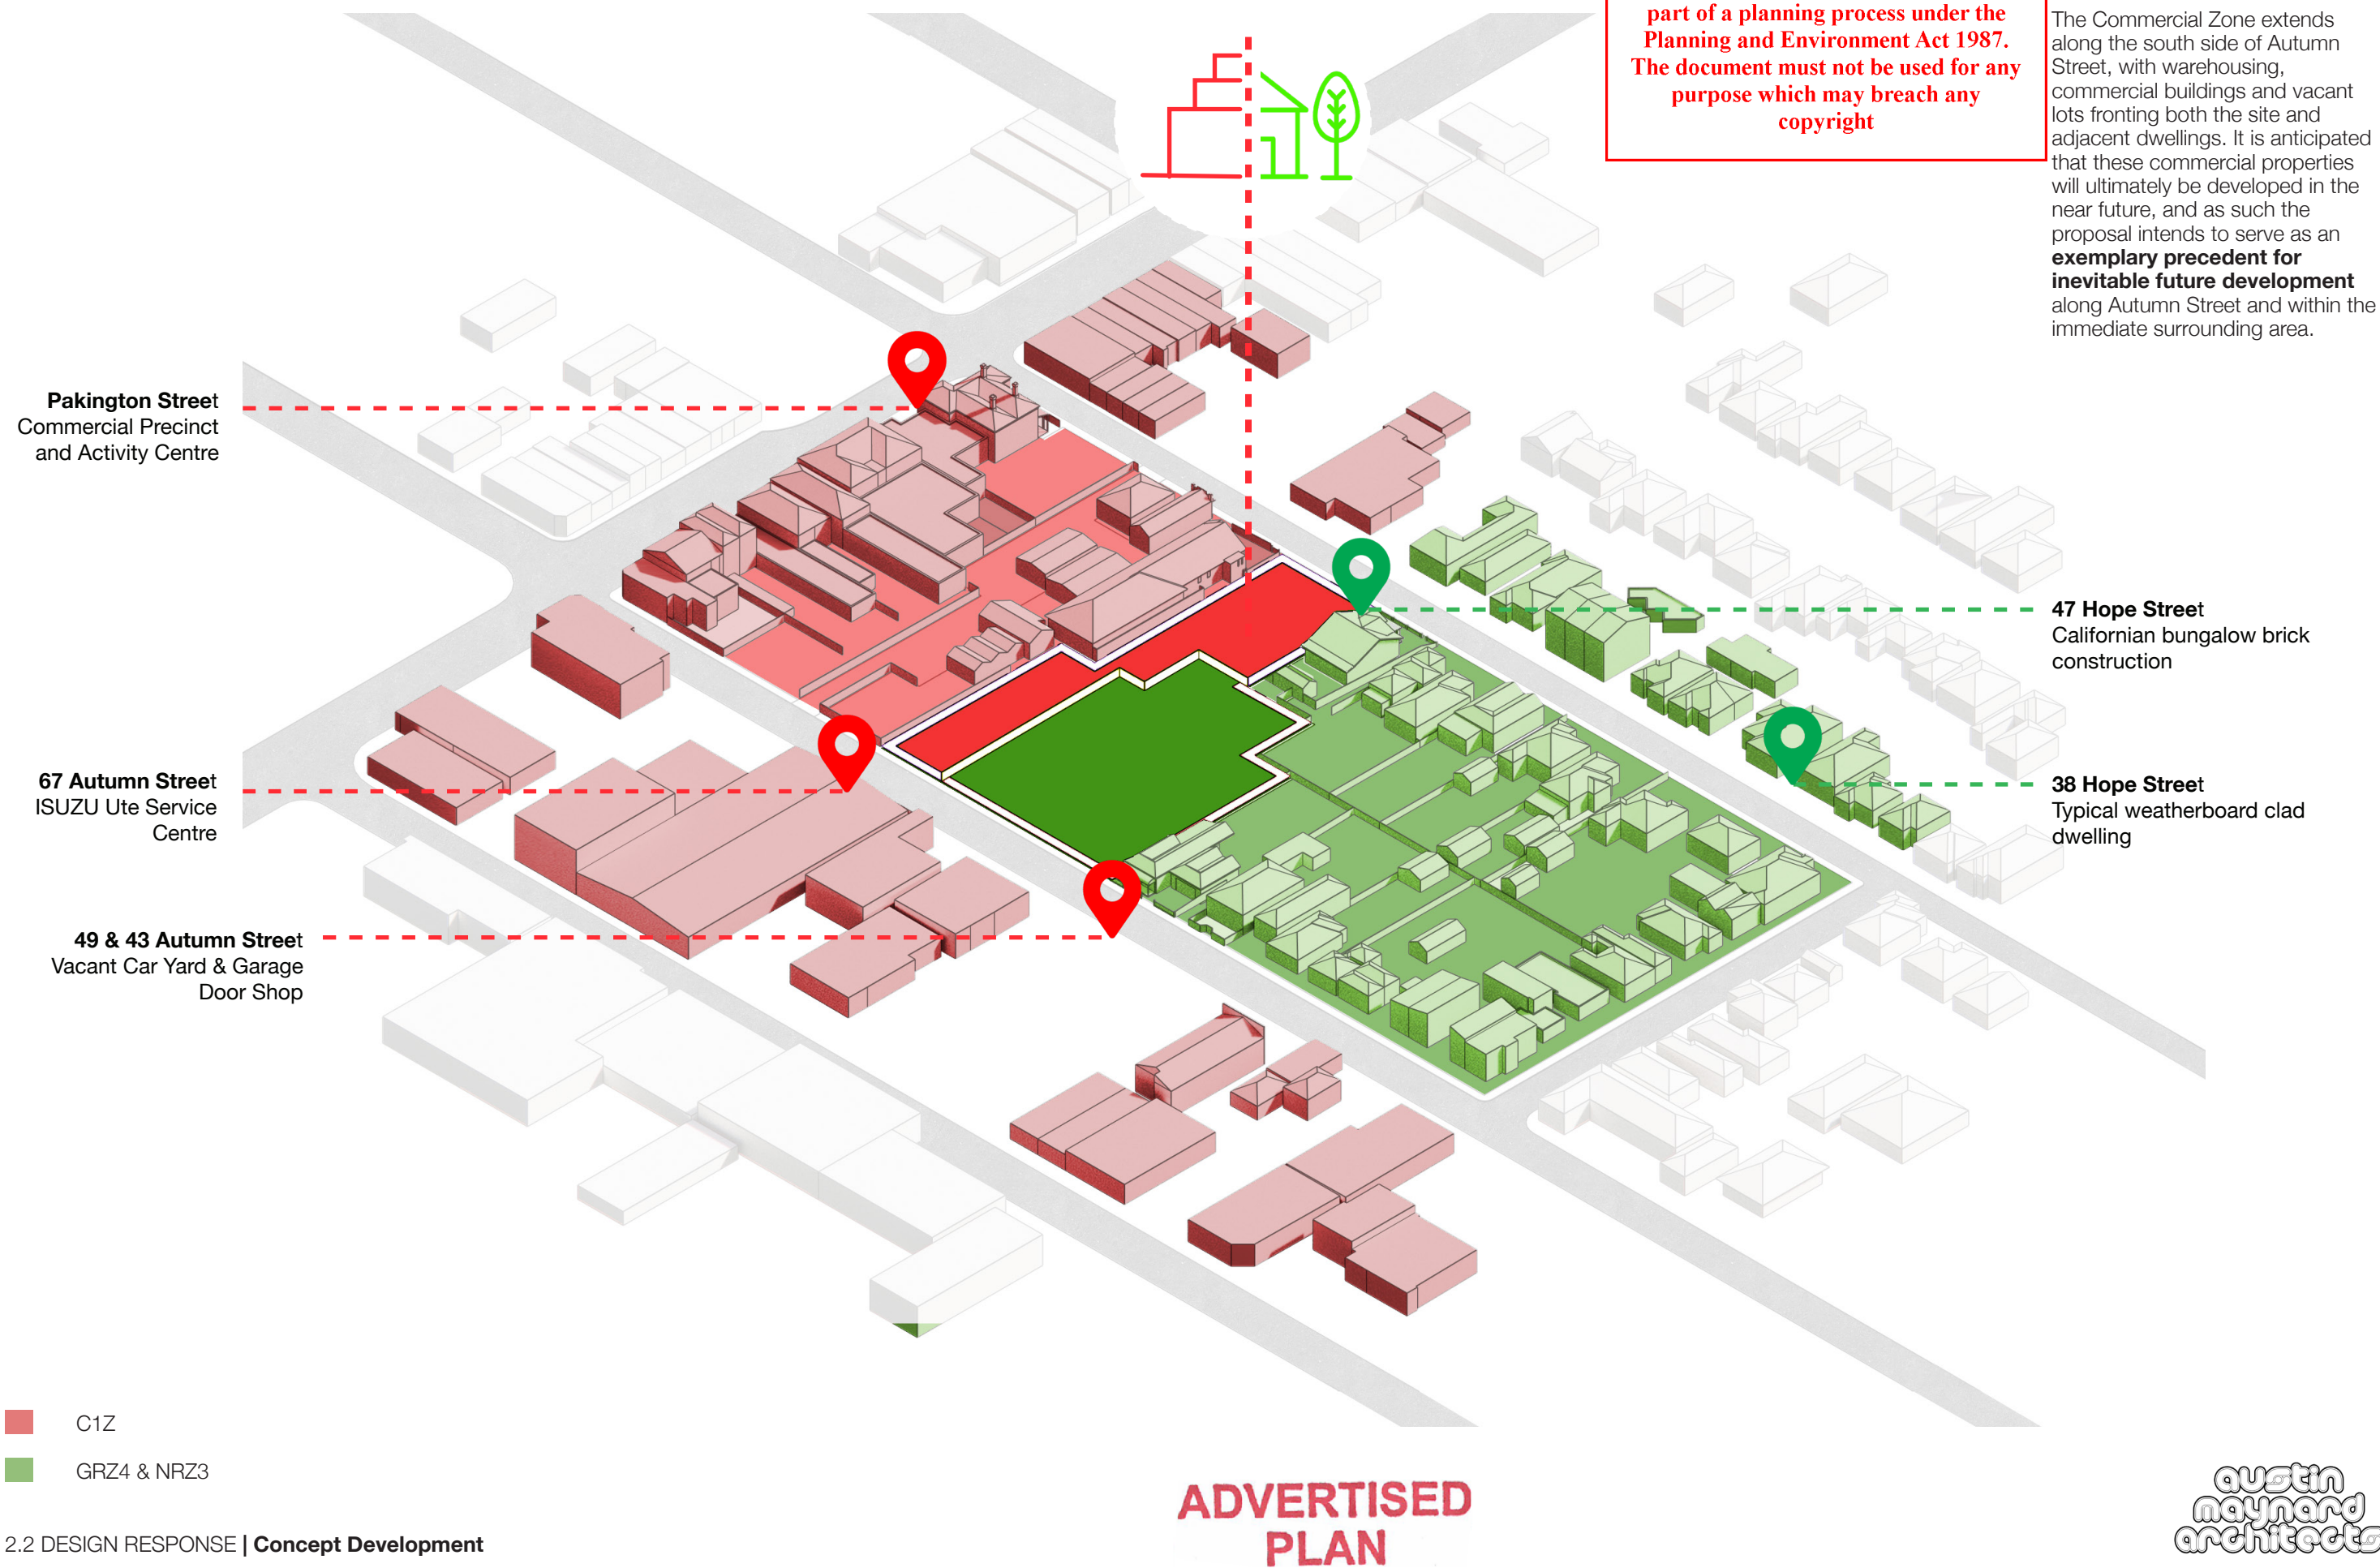 part of a planning process under the
Planning and Environment Act 1987.
The document must not be used for any
purpose which may breach any
copyright
The Commercial Zone extends
along the south side of Autumn
Street, with warehousing,
commercial buildings and vacant
lots fronting both the site and
adjacent dwellings. It is anticipated
that these commercial properties
will ultimately be developed in the
near future, and as such the
proposal intends to serve as an
exemplary precedent for
inevitable future development
along Autumn Street and within the
immediate surrounding area.
Pakington Street
Commercial Precinct
and Activity Centre
67 Autumn Street
ISUZU Ute Service
Centre
49 & 43 Autumn Street
Vacant Car Yard & Garage
Door Shop
47 Hope Street
Californian bungalow brick
construction
38 Hope Street
Typical weatherboard clad
dwelling
C1Z
GRZ4 & NRZ3
2.2 DESIGN RESPONSE | Concept Development
ADVERTISED
PLAN
austin
maynard
architects